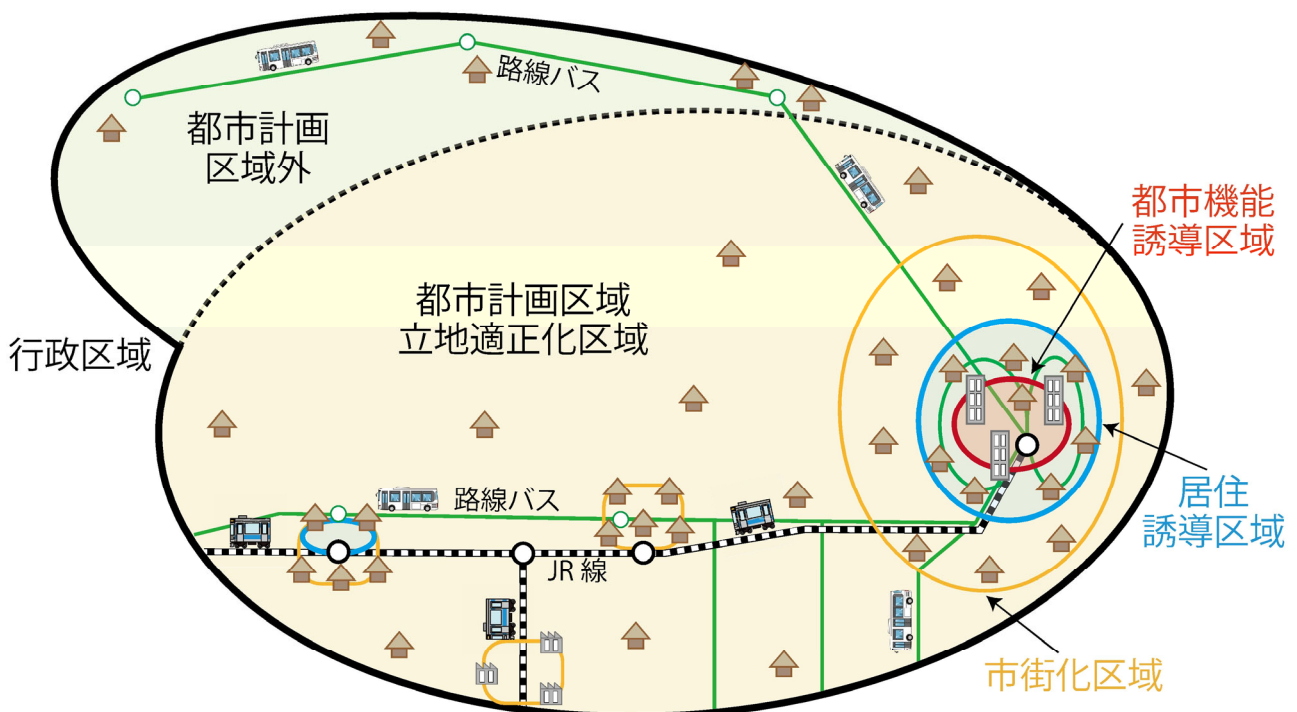 路線バス
都市計画
区域外
都市機能
誘導区域
都市計画区域
立地適正化区域
行政区域
路線バス
居住
誘導区域
JR線
市街化区域